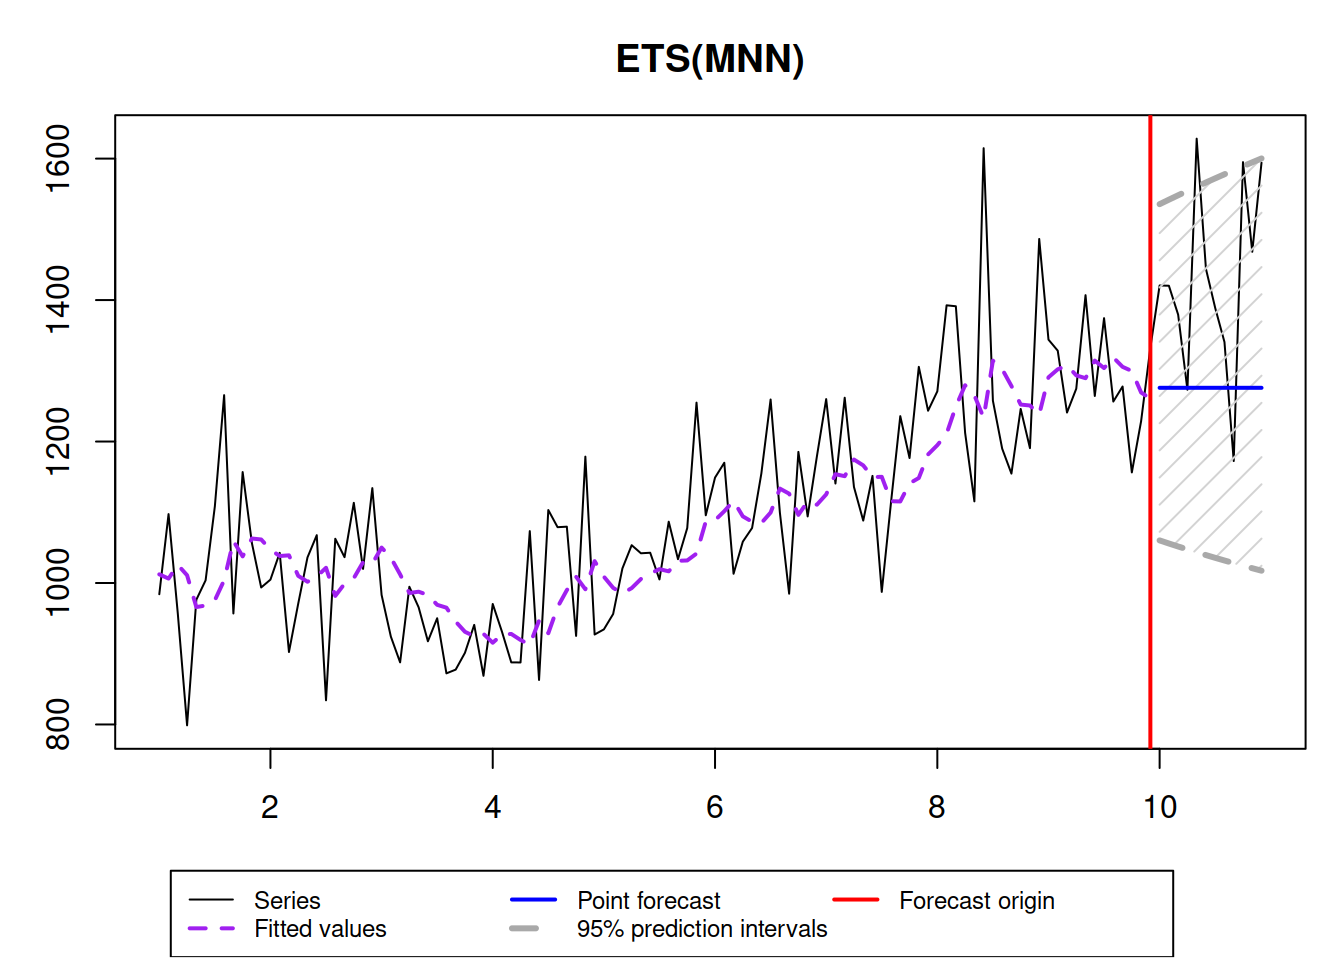 ETS(MNN)
1600
1400
1200
1000
800
2 4 6 8 10
Series Point forecast Forecast origin
Fitted values 95% prediction intervals